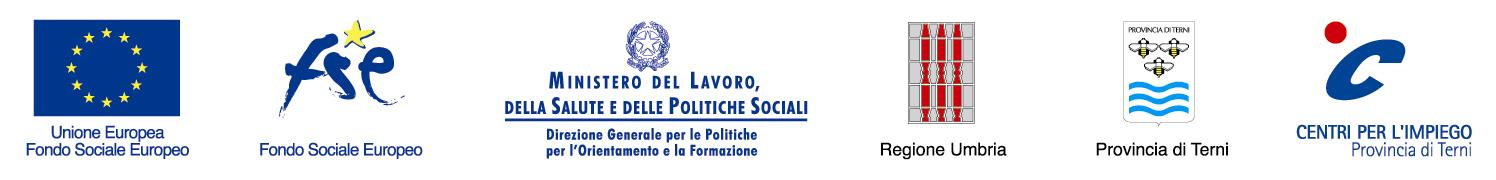 Unione Europea
Fondo Sociale Europeo
fse
Fondo Sociale Europeo
MINISTERO DEL LAVORO,
DELLA SALUTE E DELLE POLITICHE SOCIALI
Direzione Generale per le Politiche
per l'Orientamento e la Formazione
Regione Umbria
PROVINCIA DI TERNI
Provincia di Terni
CENTRI PER L'IMPIEGO
Provincia di Terni